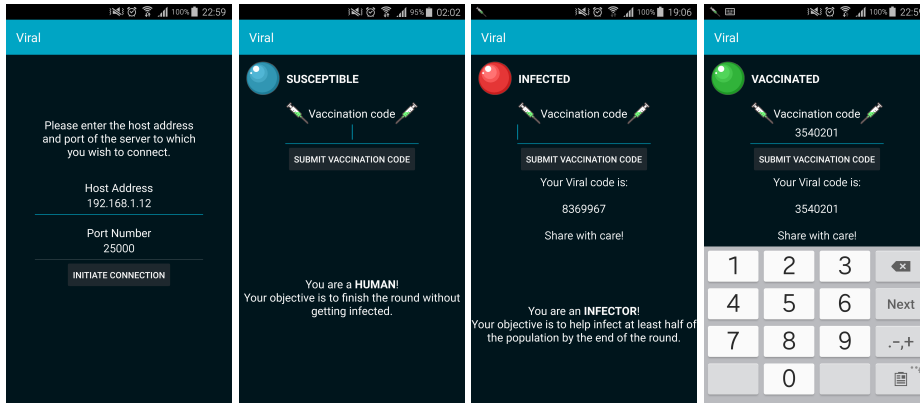 100% 22:59
Viral
Please enter the host address
and port of the server to which
you wish to connect.
Host Address
192.168.1.12
Port Number
25000
INITIATE CONNECTION
95% 02:02
Viral
SUSCEPTIBLE
Vaccination code
SUBMIT VACCINATION CODE
You are a HUMAN!
Your objective is to finish the round without
getting infected.
100% 19:06
Viral
INFECTED
Vaccination code
SUBMIT VACCINATION CODE
Your Viral code is:
8369967
Share with care!
You are an INFECTOR!
Your objective is to help infect at least half of
the population by the end of the round.
100% 22:59
Viral
VACCINATED
Vaccination code
3540201
SUBMIT VACCINATION CODE
Your Viral code is:
3540201
Share with care!
1 2 3
4 5 6 Next
7 8 9 .-,+
0